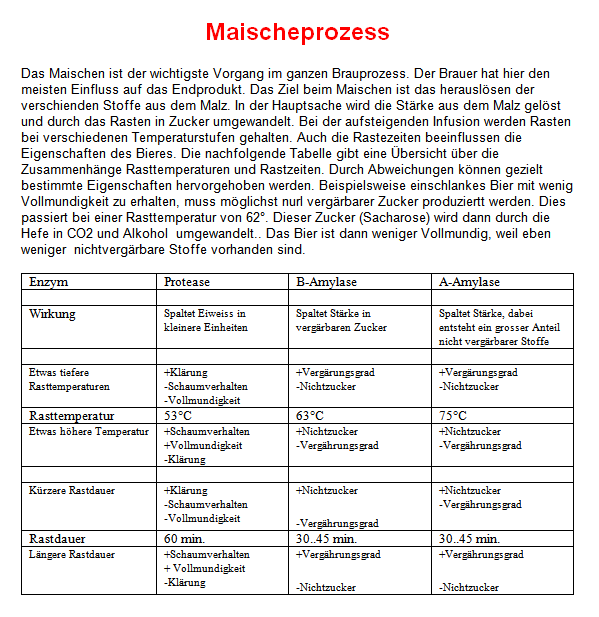 Maischeprozess
Das Maischen ist der wichtigste Vorgang im ganzen Brauprozess. Der Brauer hat hier den
meisten Einfluss auf das Endprodukt. Das Ziel beim Maischen ist das herauslösen der
verschienden Stoffe aus dem Malz. In der Hauptsache wird die Stärke aus dem Malz gelöst
und durch das Rasten in Zucker umgewandelt. Bei der aufsteigenden Infusion werden Rasten
bei verschiedenen Temperaturstufen gehalten. Auch die Rastezeiten beeinflussen die
Eigenschaften des Bieres. Die nachfolgende Tabelle gibt eine Übersicht über die
Zusammenhänge Rasttemperaturen und Rastzeiten. Durch Abweichungen können gezielt
bestimmte Eigenschaften hervorgehoben werden. Beispielsweise einschlankes Bier mit wenig
Vollmundigkeit zu erhalten, muss möglichst nurl vergärbarer Zucker produziertt werden. Dies
passiert bei einer Rasttemperatur von 62°. Dieser Zucker (Sacharose) wird dann durch die
Hefe in CO2 und Alkohol umgewandelt.. Das Bier ist dann weniger Vollmundig, weil eben
weniger nichtvergärbare Stoffe vorhanden sind.
Enzym Protease B-Amylase A-Amylase
Wirkung Spaltet Eiweiss in Spaltet Stärke in Spaltet Stärke, dabei
kleinere Einheiten vergärbaren Zucker entsteht ein grosser Anteil
nicht vergärbarer Stoffe
Etwas tiefere +Klärung +Vergärungsgrad +Vergärungsgrad
Rasttemperaturen -Schaumverhalten -Nichtzucker -Nichtzucker
-Vollmundigkeit
Rasttemperatur 53°C 63°C 75°C
Etwas höhere Temperatur +Schaumverhalten +Nichtzucker +Nichtzucker
+Vollmundigkeit -Vergährungsgrad -Vergährungsgrad
-Klärung
Kürzere Rastdauer +Klärung +Nichtzucker +Nichtzucker
-Schaumverhalten -Vergährungsgrad
-Vollmundigkeit -Vergährungsgrad
Rastdauer 60 min. 30..45 min. 30..45 min.
Längere Rastdauer +Schaumverhalten +Vergährungsgrad +Vergährungsgrad
+ Vollmundigkeit
-Klärung -Nichtzucker -Nichtzucker